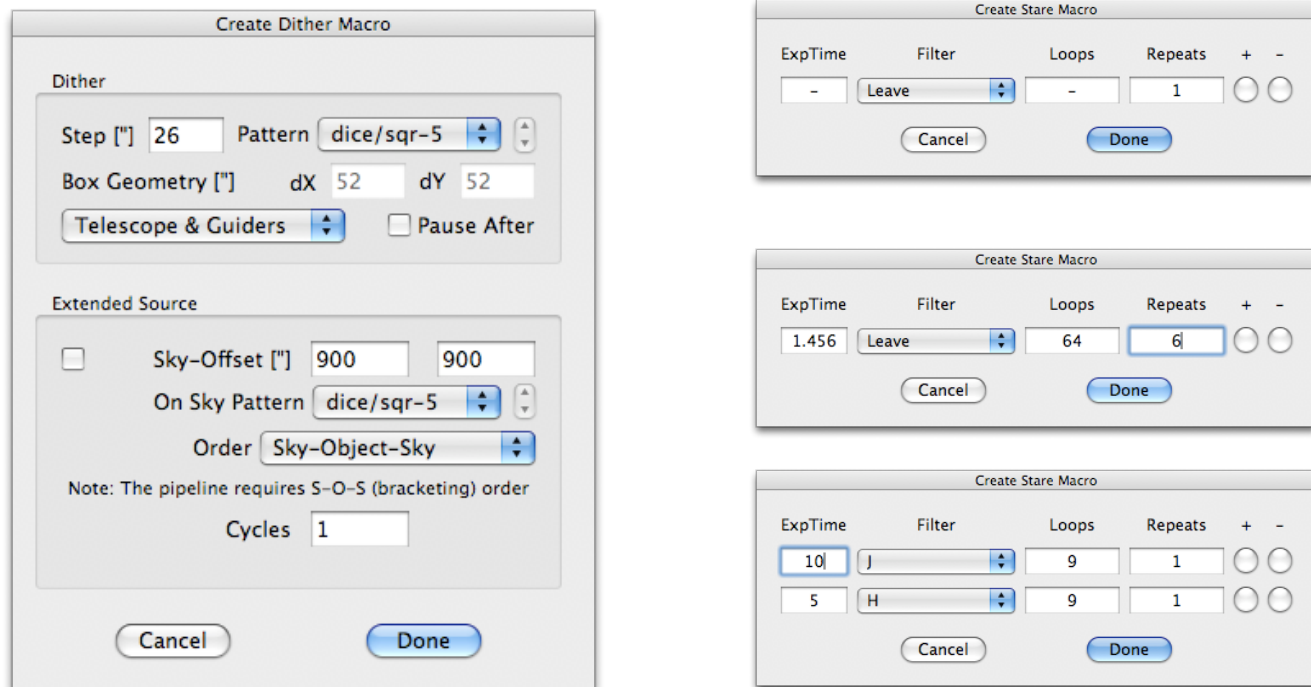 Create Dither Macro
Dither
Step ["] 26 Pattern dice/sqr-5
Box Geometry ["] dX 52 dY 52
Telescope & Guiders Pause After
Extended Source
Sky-Offset ["] 900 900
On Sky Pattern dice/sqr-5
Order Sky-Object-Sky
Note: The pipeline requires S-O-S (bracketing) order
Cycles 1
Cancel Done
Create Stare Macro
ExpTime Filter Loops Repeats + -
- Leave - 1
Cancel Done
Create Stare Macro
ExpTime Filter Loops Repeats + -
1.456 Leave 64 6
Cancel Done
Create Stare Macro
ExpTime Filter Loops Repeats + -
10 J 9 1
5 H 9 1
Cancel Done